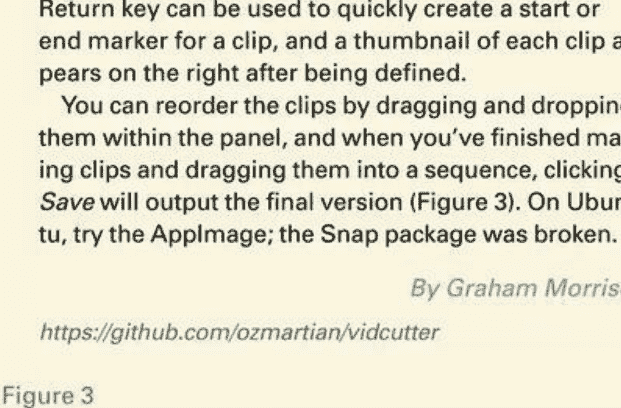 Return key can be used to quickly create a start or
end marker for a clip, and a thumbnail of each clip a
pears on the right after being defined.
You can reorder the clips by dragging and droppin
them within the panel, and when you've finished ma
ing clips and dragging them into a sequence, clicking
Save will output the final version (Figure 3). On Ubun
tu, try the AppImage; the Snap package was broken.
By Graham Morris
https://github.com/ozmartian/vidcutter
Figure 3